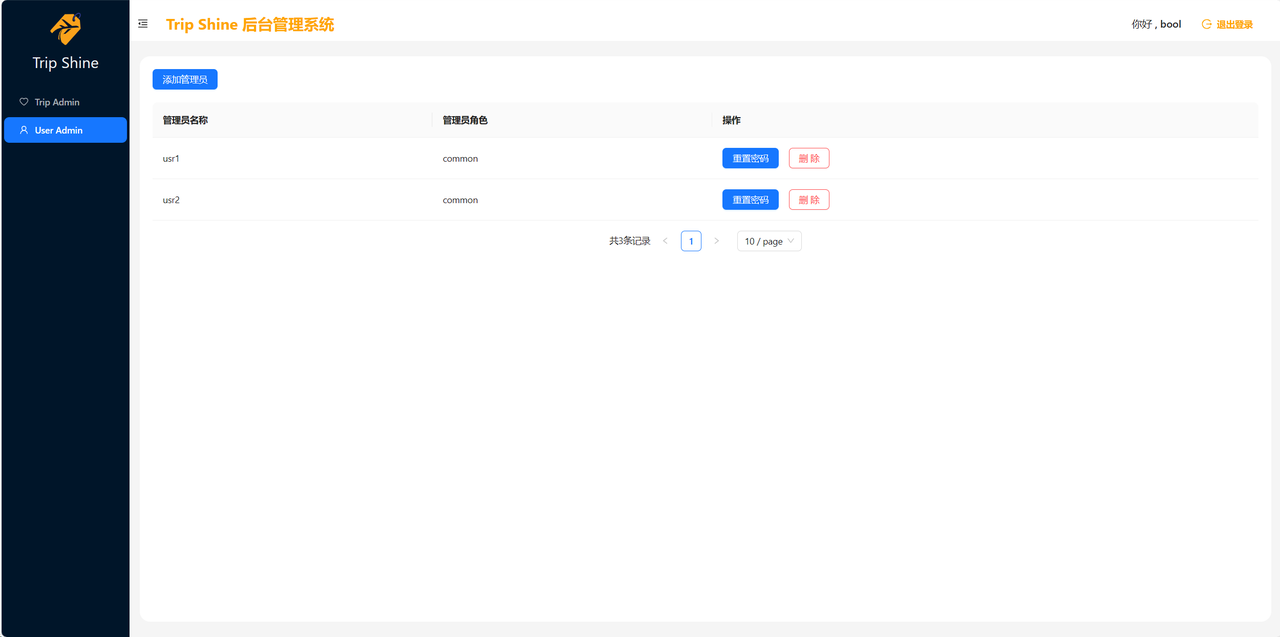 Trip Shine
Trip Admin
User Admin
Trip Shine 后台管理系统
你好 , bool
退出登录
添加管理员
管理员名称 管理员角色 操作
usr1 common 重置密码 删 除
usr2 common 重置密码 删 除
共3条记录 1 10 / page